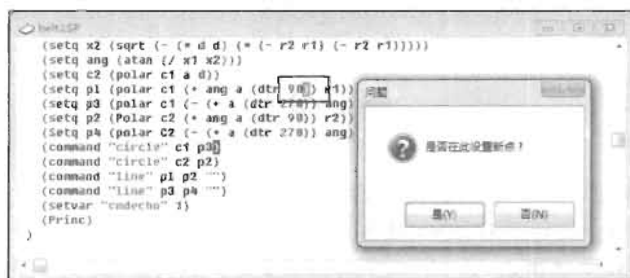 belt.LSP
(setq x2 (sqrt (- (* d d) (* (- r2 r1) (- r2 r1)))))
(setq ang (atan (/ x1 x2)))
(setq c2 (polar c1 a d))
(setq p1 (polar c1 (+ ang a (dtr 90)) r1))
(setq p3 (polar c1 (- (+ a (dtr 270)) ang)
(setq p2 (Polar c2 (+ ang a (dtr 90)) r2))
(Setq p4 (polar C2 (- (+ a (dtr 270)) ang)
(command "circle" c1 p3)
(command "circle" c2 p2)
(command "line" p1 p2 "")
(command "line" p3 p4 "")
(setvar "cmdecho" 1)
(Princ)
)
问题
是否在此设置断点？
是(Y)
否(N)